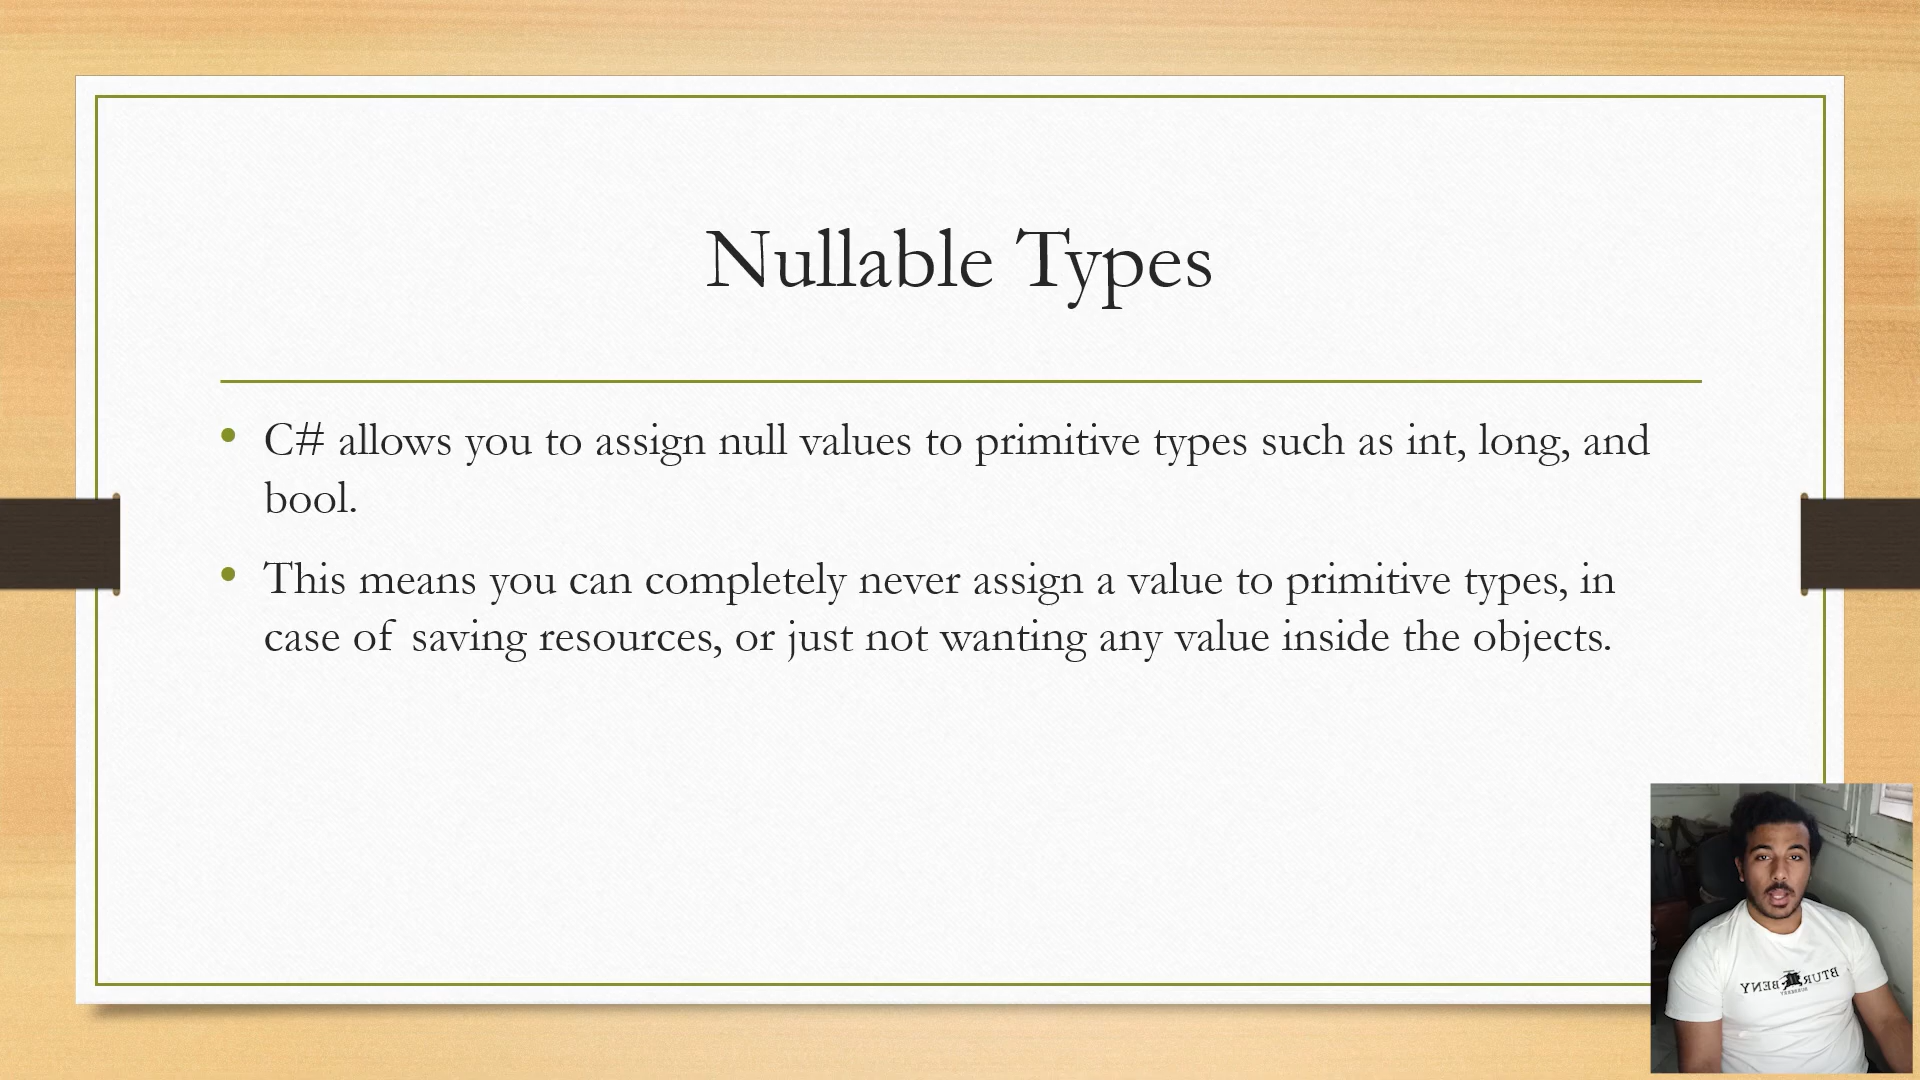 Nullable Types
• C# allows you to assign null values to primitive types such as int, long, and
bool.
• This means you can completely never assign a value to primitive types, in
case of saving resources, or just not wanting any value inside the objects.